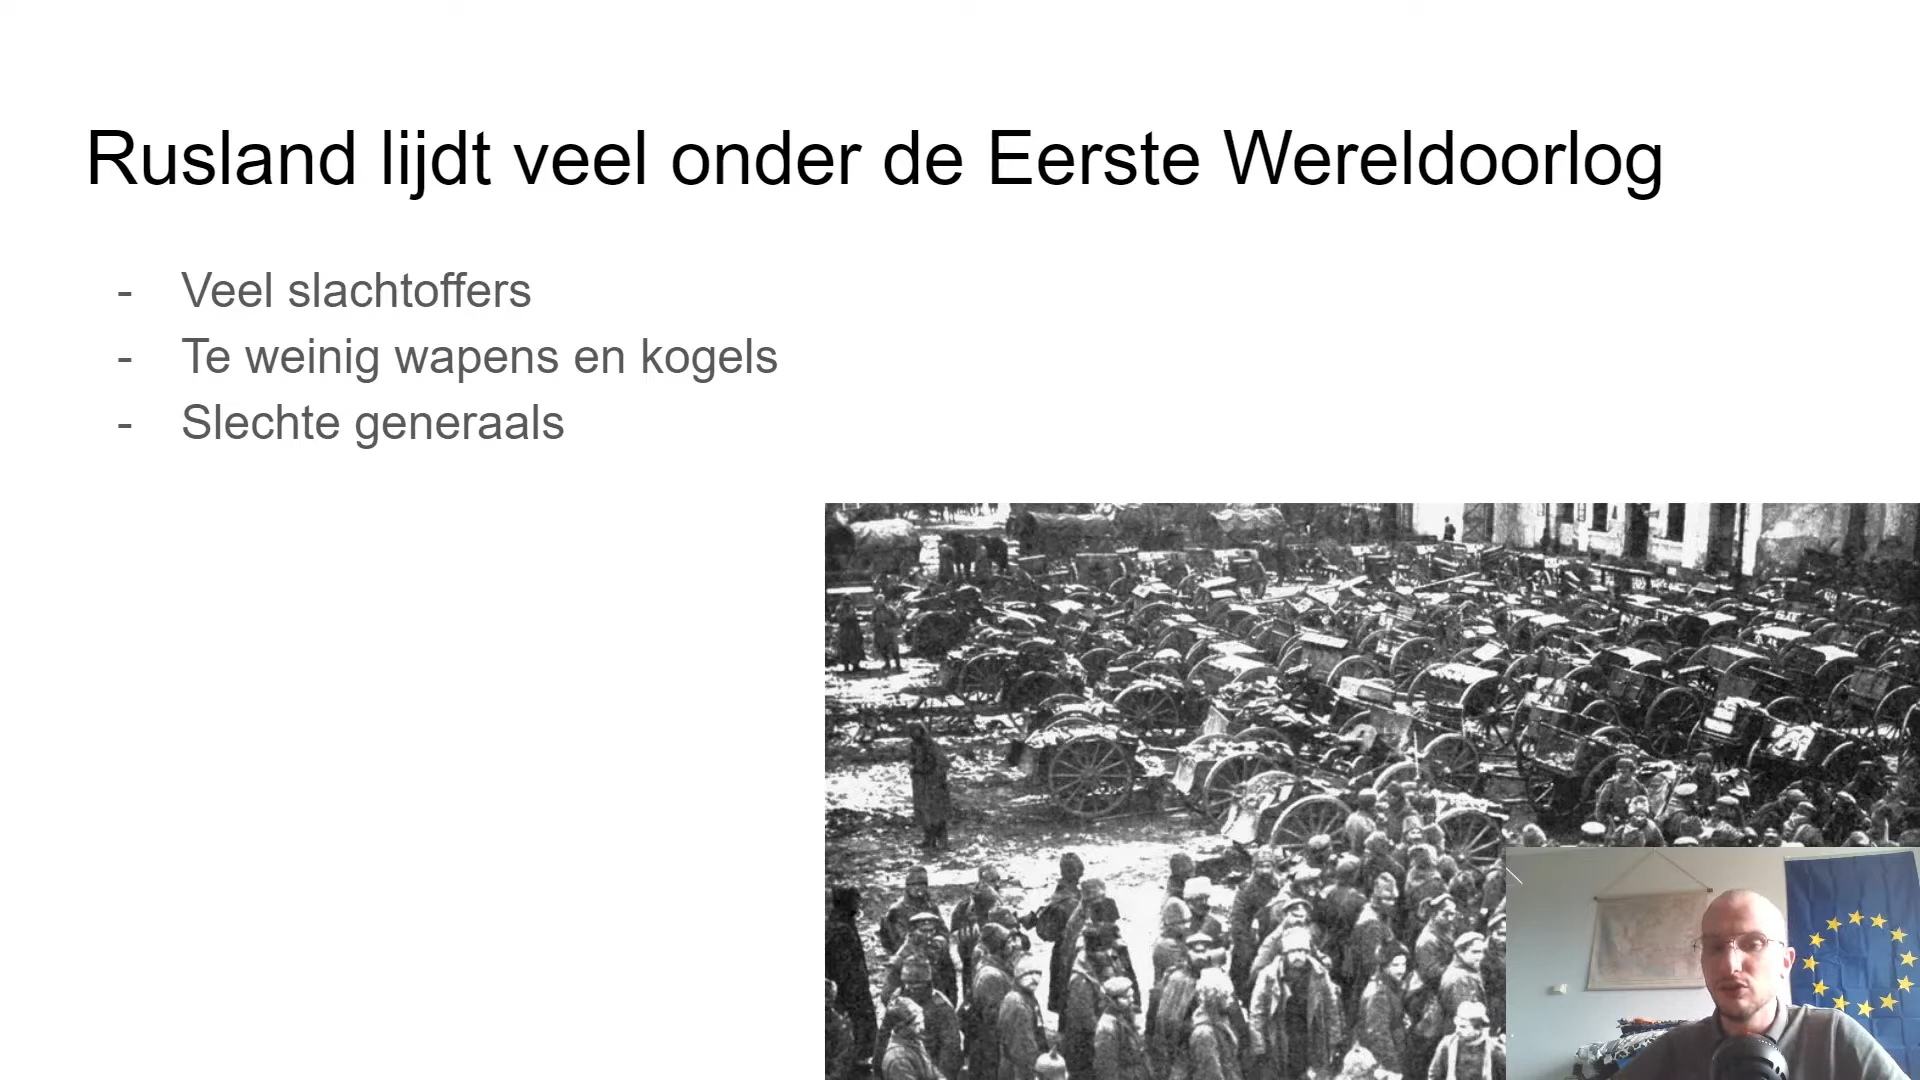 Rusland lijdt veel onder de Eerste Wereldoorlog
- Veel slachtoffers
- Te weinig wapens en kogels
- Slechte generaals